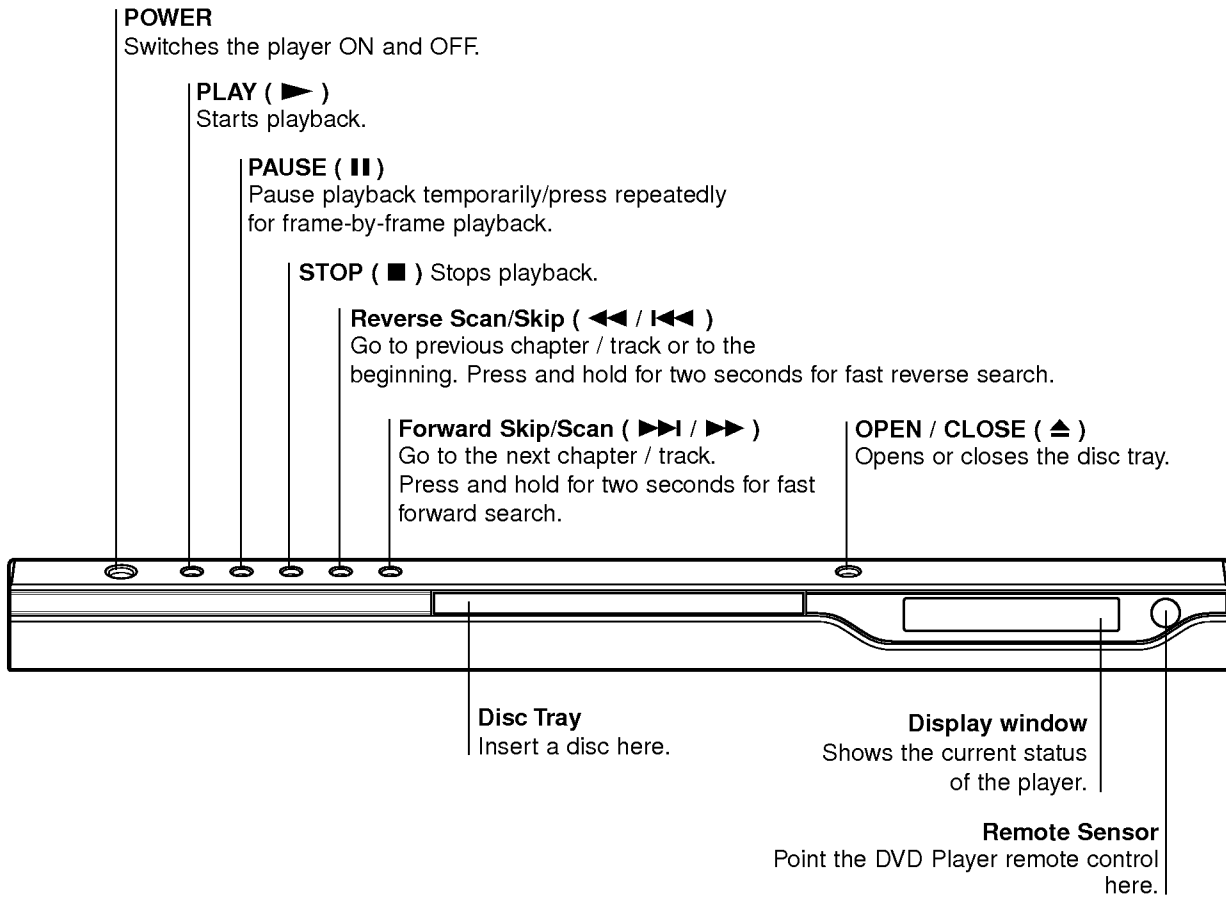 POWER
Switches the player ON and OFF.
PLAY ( ► )
Starts playback.
PAUSE ( ❚❚ )
Pause playback temporarily/press repeatedly
for frame-by-frame playback.
STOP ( ■ ) Stops playback.
Reverse Scan/Skip ( ◄◄ / I◄◄ )
Go to previous chapter / track or to the
beginning. Press and hold for two seconds for fast reverse search.
Forward Skip/Scan ( ►►I / ►► )
Go to the next chapter / track.
Press and hold for two seconds for fast
forward search.
OPEN / CLOSE ( ⏏ )
Opens or closes the disc tray.
Disc Tray
Insert a disc here.
Display window
Shows the current status
of the player.
Remote Sensor
Point the DVD Player remote control
here.